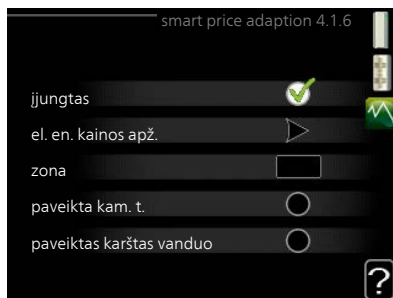 smart price adaption 4.1.6
įjungtas
el. en. kainos apž.
zona
paveikta kam. t.
paveiktas karštas vanduo
?